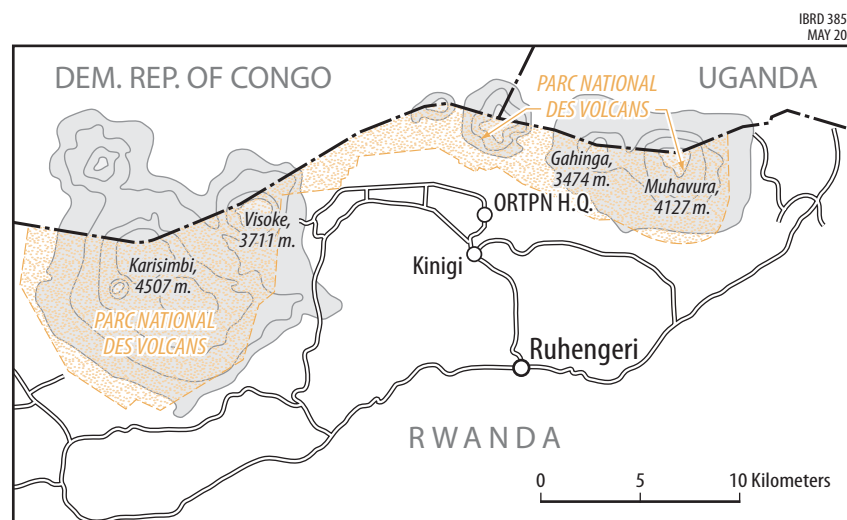 IBRD 385
MAY 20
DEM. REP. OF CONGO
PARC NATIONAL
DES VOLCANS
UGANDA
Gahinga,
3474 m.
Muhavura,
4127 m.
Visoke,
3711 m.
ORTPN H.Q.
Karisimbi,
4507 m.
Kinigi
PARC NATIONAL
DES VOLCANS
Ruhengeri
RWANDA
0
5
10 Kilometers